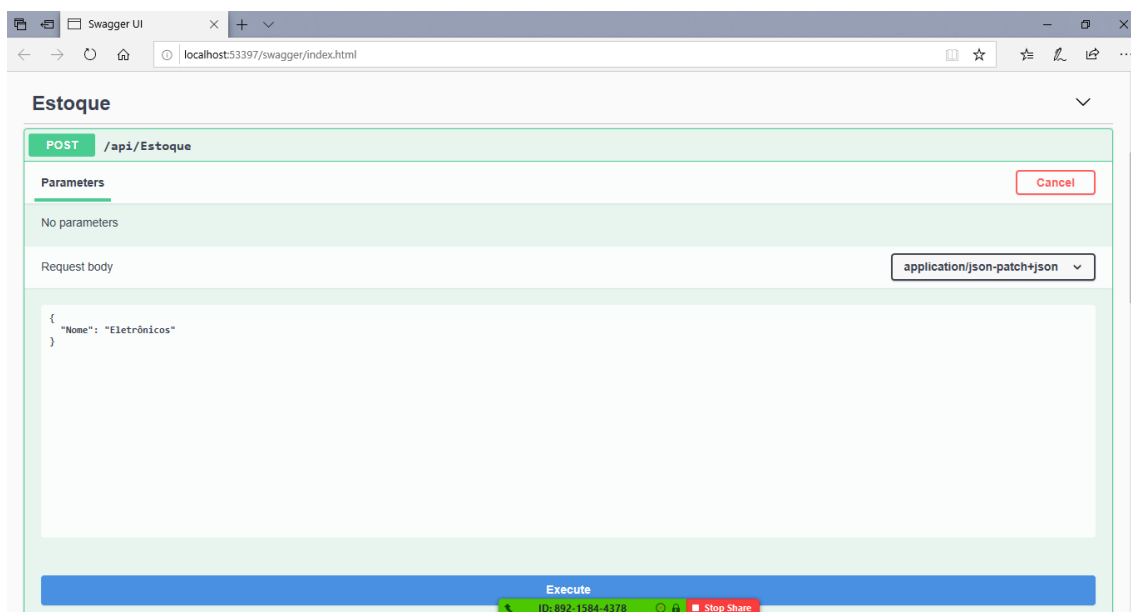 Swagger UI
localhost:53397/swagger/index.html
Estoque
POST /api/Estoque
Parameters Cancel
No parameters
Request body application/json-patch+json
{
"Nome": "Eletrônicos"
}
Execute
ID: 892-1584-4378 Stop Share